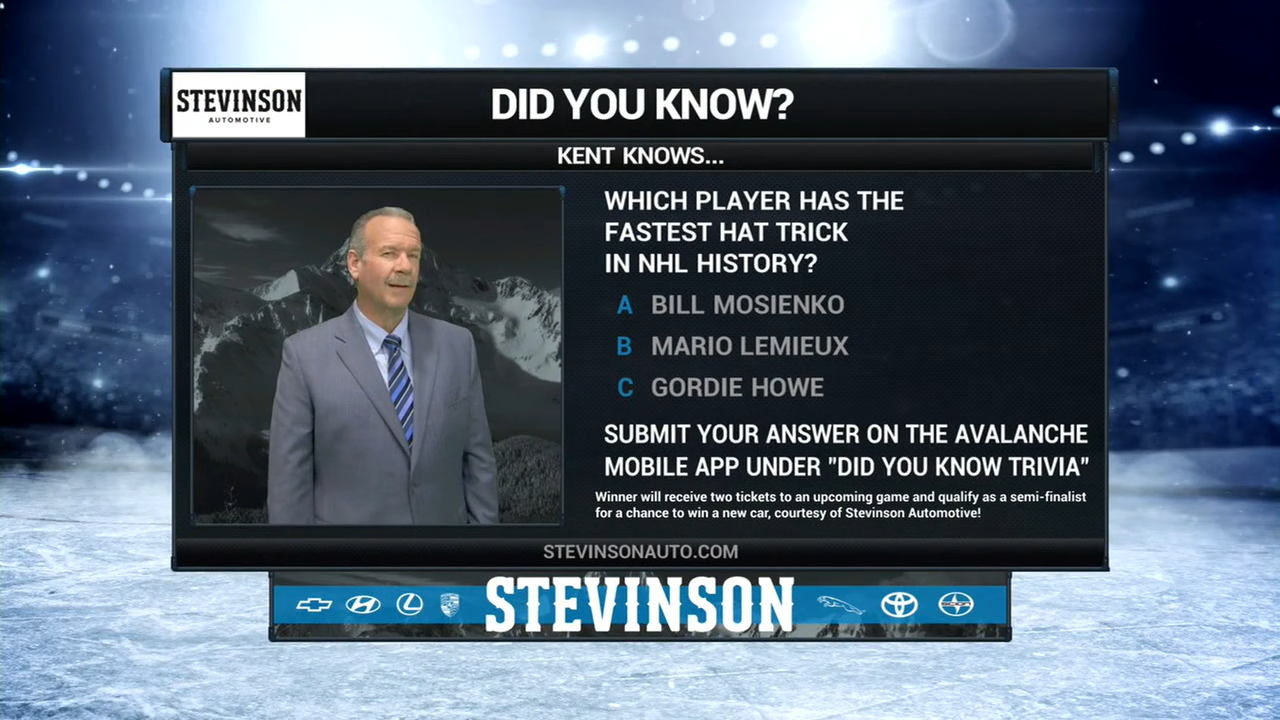 STEVINSON
AUTOMOTIVE
DID YOU KNOW?
KENT KNOWS...
WHICH PLAYER HAS THE
FASTEST HAT TRICK
IN NHL HISTORY?
A BILL MOSIENKO
B MARIO LEMIEUX
C GORDIE HOWE
SUBMIT YOUR ANSWER ON THE AVALANCHE
MOBILE APP UNDER "DID YOU KNOW TRIVIA"
Winner will receive two tickets to an upcoming game and qualify as a semi-finalist
for a chance to win a new car, courtesy of Stevinson Automotive!
STEVINSONAUTO.COM
STEVINSON